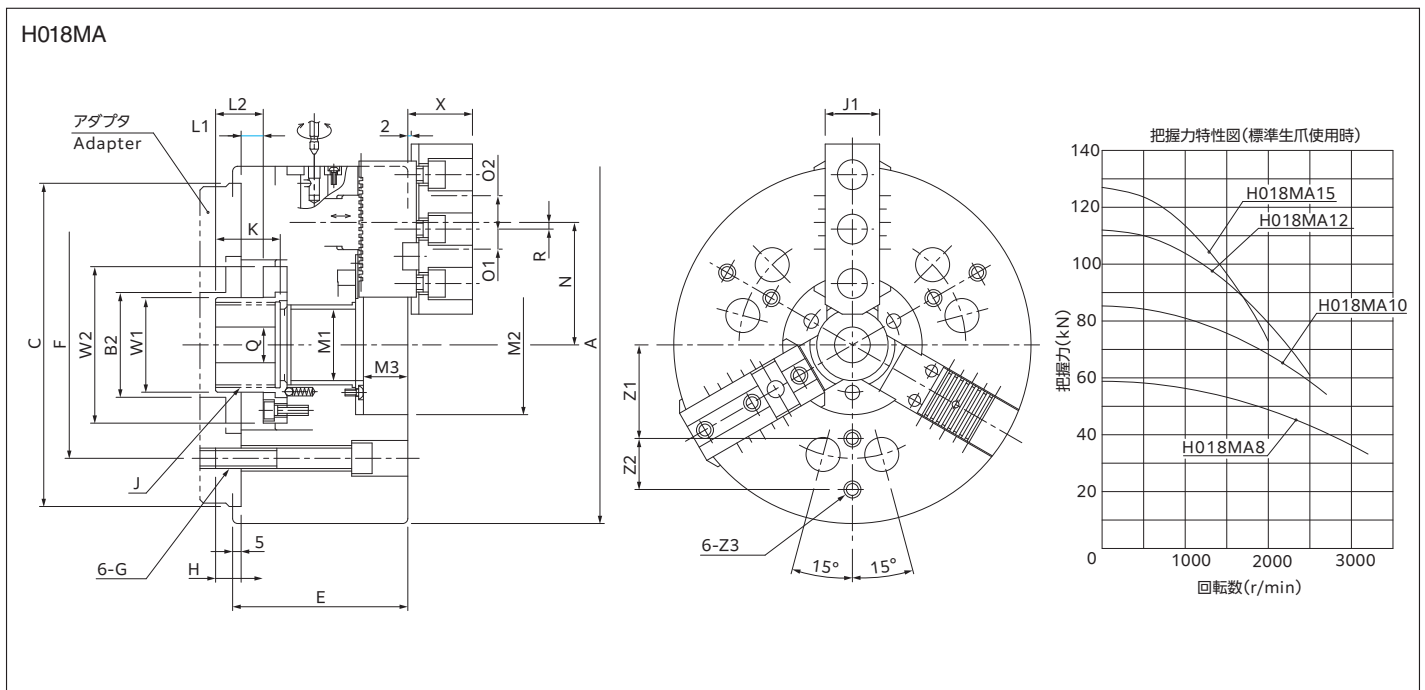 H018MA
アダプタ
Adapter
L2
L1
2
X
K
O2
O1
R
N
C
F
W2
B2
W1
Q
M1
M3
M2
A
J
6-G
H
5
E
J1
Z1
Z2
6-Z3
15°
15°
把握力特性図(標準生爪使用時)
140
120
100
80
60
40
20
0
1000
2000
3000
把握力(kN)
回転数(r/min)
H018MA15
H018MA12
H018MA10
H018MA8